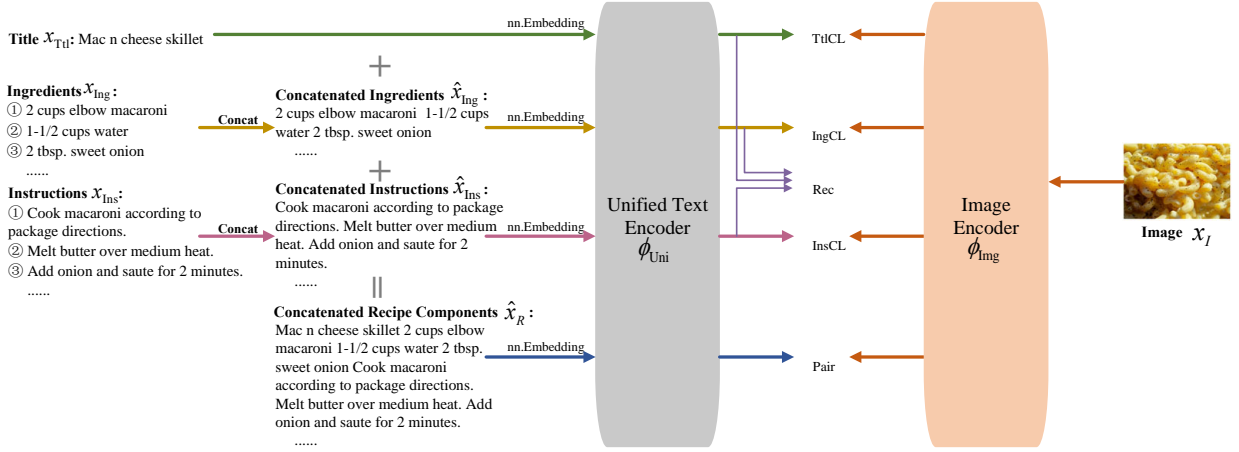 Title x_Ttl: Mac n cheese skillet
nn.Embedding
+
Ingredients x_Ing:
① 2 cups elbow macaroni
② 1-1/2 cups water
③ 2 tbsp. sweet onion
......
Concat
Concatenated Ingredients x̂_Ing:
2 cups elbow macaroni 1-1/2 cups
water 2 tbsp. sweet onion
......
nn.Embedding
+
Instructions x_Ins:
① Cook macaroni according to
package directions.
② Melt butter over medium heat.
③ Add onion and saute for 2 minutes.
......
Concat
Concatenated Instructions x̂_Ins:
Cook macaroni according to package
directions. Melt butter over medium
heat. Add onion and saute for 2
minutes.
......
nn.Embedding
=
Concatenated Recipe Components x̂_R:
Mac n cheese skillet 2 cups elbow
macaroni 1-1/2 cups water 2 tbsp.
sweet onion Cook macaroni
according to package directions.
Melt butter over medium heat. Add
onion and saute for 2 minutes.
......
nn.Embedding
Unified Text
Encoder
ϕ_Uni
TtlCL
IngCL
Rec
InsCL
Pair
Image
Encoder
ϕ_Img
Image x_I